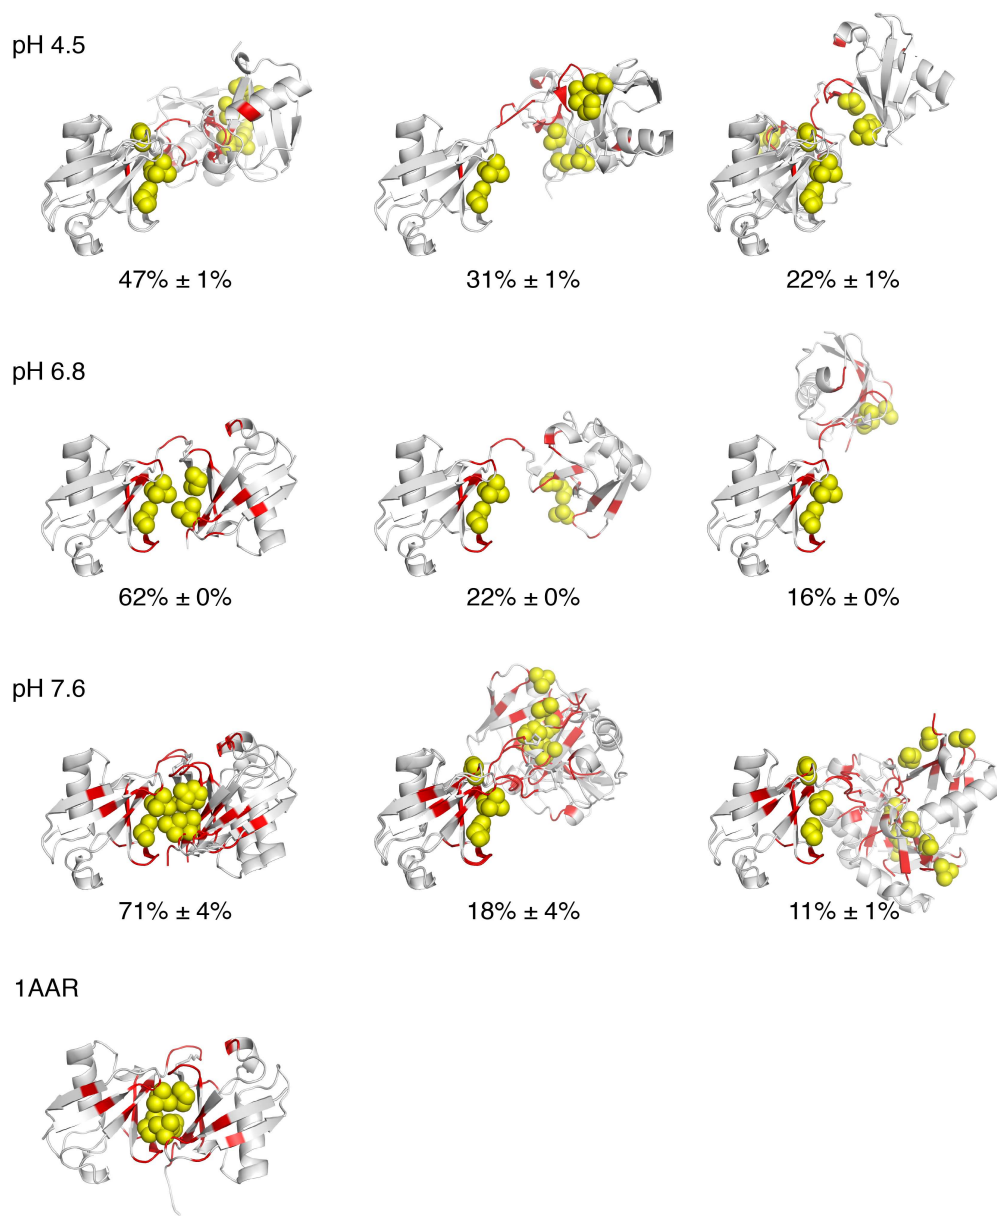 pH 4.5
47% ± 1%
31% ± 1%
22% ± 1%
pH 6.8
62% ± 0%
22% ± 0%
16% ± 0%
pH 7.6
71% ± 4%
18% ± 4%
11% ± 1%
1AAR